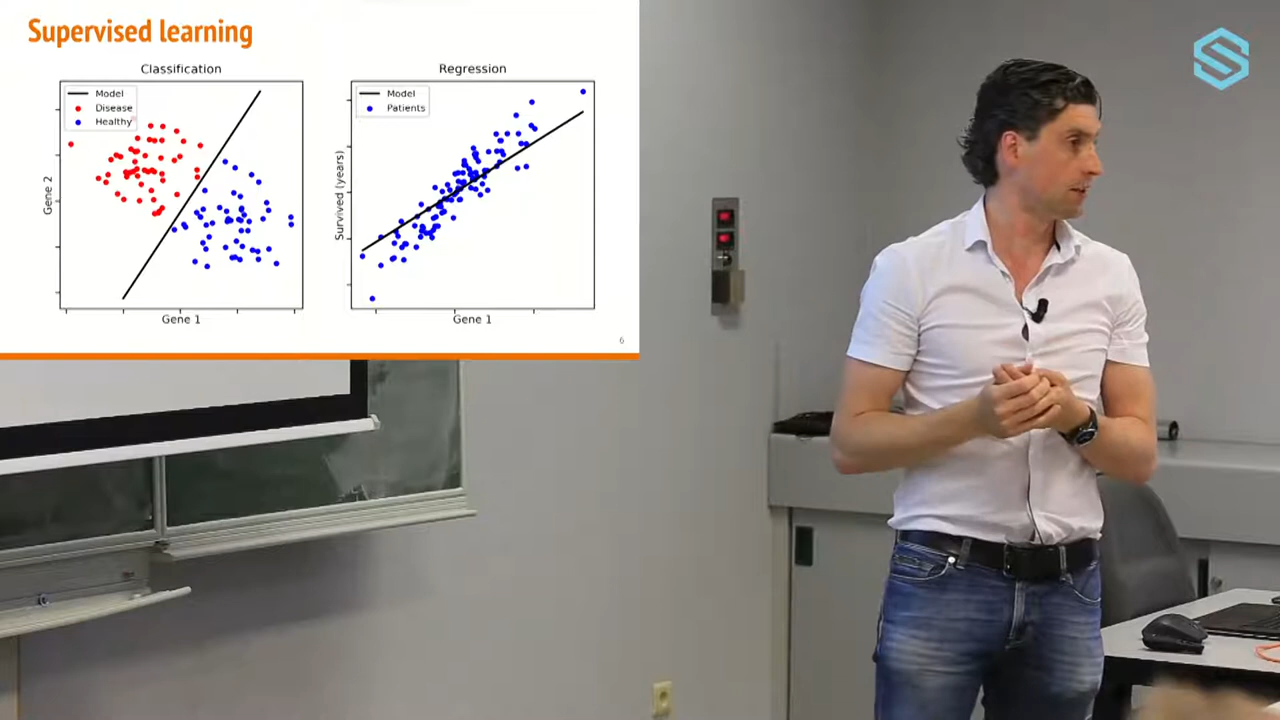 Supervised learning
Classification
Model
Disease
Healthy
Gene 2
Gene 1
Regression
Model
Patients
Survived (years)
Gene 1
6